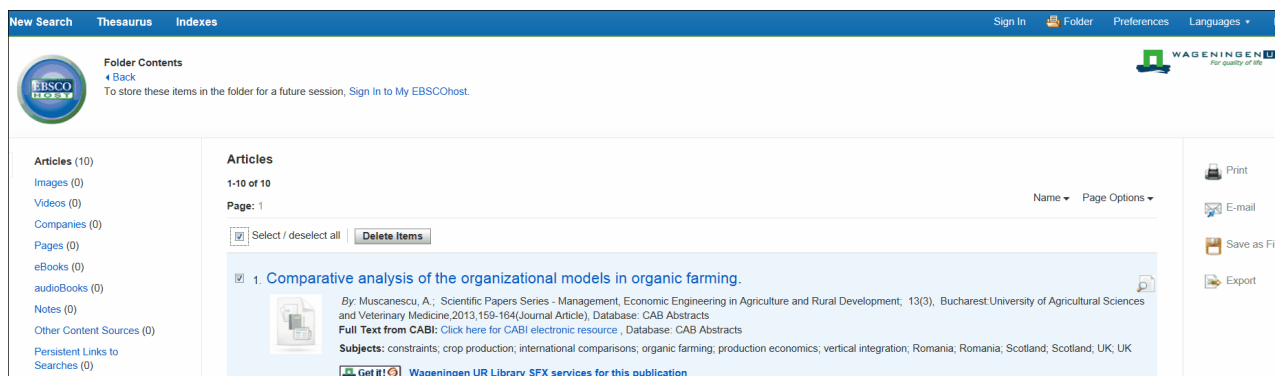 New Search Thesaurus Indexes
Sign In Folder Preferences Languages
Folder Contents
Back
To store these items in the folder for a future session, Sign In to My EBSCOhost.
EBSCO
HOST
WAGENINGEN U
For quality of life
Articles (10)
Images (0)
Videos (0)
Companies (0)
Pages (0)
eBooks (0)
audioBooks (0)
Notes (0)
Other Content Sources (0)
Persistent Links to
Searches (0)
Articles
1-10 of 10
Page: 1
Name Page Options
Select / deselect all Delete Items
1. Comparative analysis of the organizational models in organic farming.
By: Muscanescu, A.; Scientific Papers Series - Management, Economic Engineering in Agriculture and Rural Development; 13(3), Bucharest:University of Agricultural Sciences
and Veterinary Medicine,2013,159-164(Journal Article), Database: CAB Abstracts
Full Text from CABI: Click here for CABI electronic resource , Database: CAB Abstracts
Subjects: constraints; crop production; international comparisons; organic farming; production economics; vertical integration; Romania; Romania; Scotland; Scotland; UK; UK
Get it! Wageningen UR Library SFX services for this publication
Print
E-mail
Save as Fi
Export